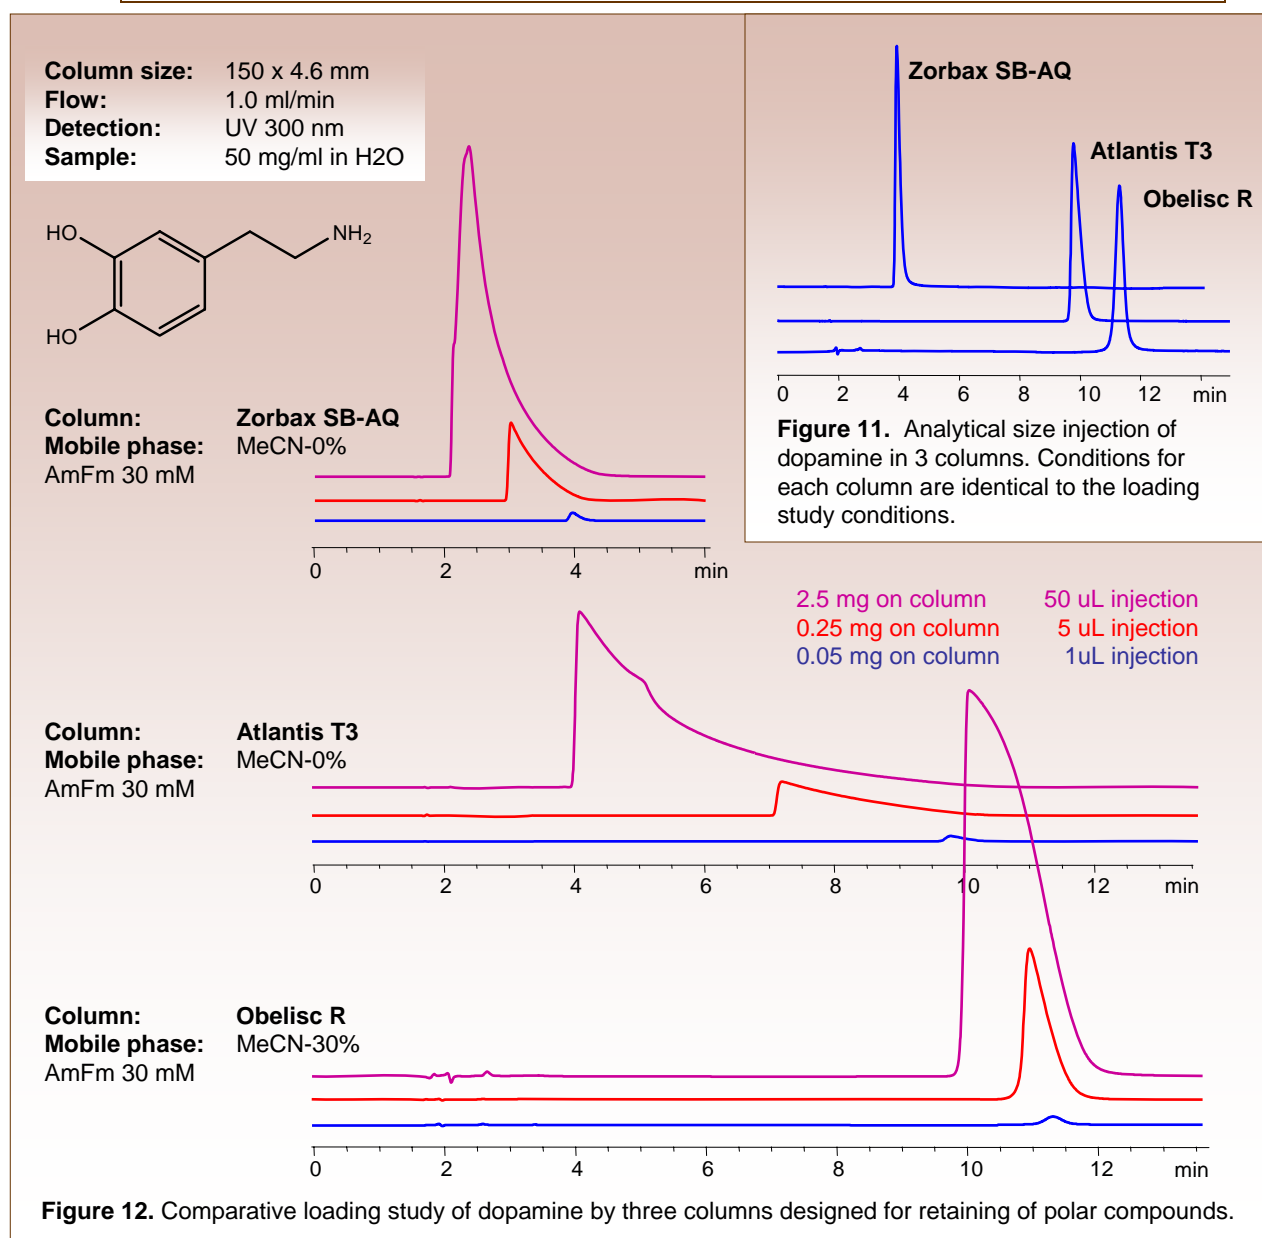 Column size: 150 x 4.6 mm
Flow: 1.0 ml/min
Detection: UV 300 nm
Sample: 50 mg/ml in H2O
HO
NH2
HO
Column: Zorbax SB-AQ
Mobile phase: MeCN-0%
AmFm 30 mM
0 2 4 min
Zorbax SB-AQ
Atlantis T3
Obelisc R
0 2 4 6 8 10 12 min
Figure 11. Analytical size injection of
dopamine in 3 columns. Conditions for
each column are identical to the loading
study conditions.
2.5 mg on column 50 uL injection
0.25 mg on column 5 uL injection
0.05 mg on column 1uL injection
Column: Atlantis T3
Mobile phase: MeCN-0%
AmFm 30 mM
0 2 4 6 8 10 12 min
Column: Obelisc R
Mobile phase: MeCN-30%
AmFm 30 mM
0 2 4 6 8 10 12 min
Figure 12. Comparative loading study of dopamine by three columns designed for retaining of polar compounds.